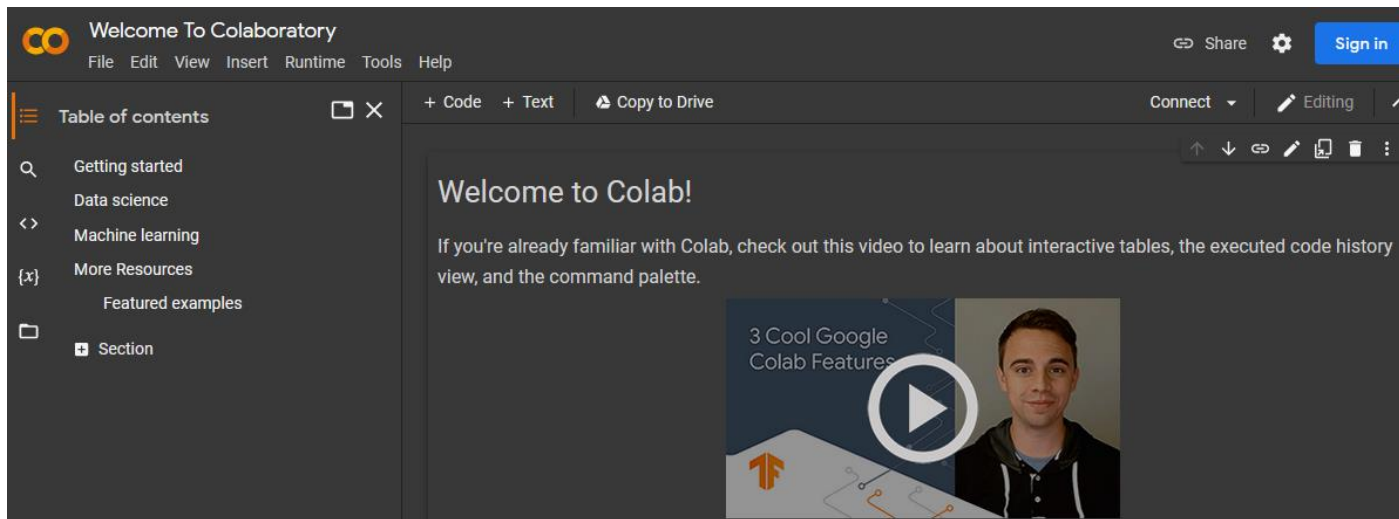 Welcome To Colaboratory
File Edit View Insert Runtime Tools Help
Share
Sign in
Table of contents
Getting started
Data science
Machine learning
More Resources
Featured examples
Section
+ Code + Text Copy to Drive
Connect
Editing
Welcome to Colab!
If you're already familiar with Colab, check out this video to learn about interactive tables, the executed code history
view, and the command palette.
3 Cool Google
Colab Features
{x}